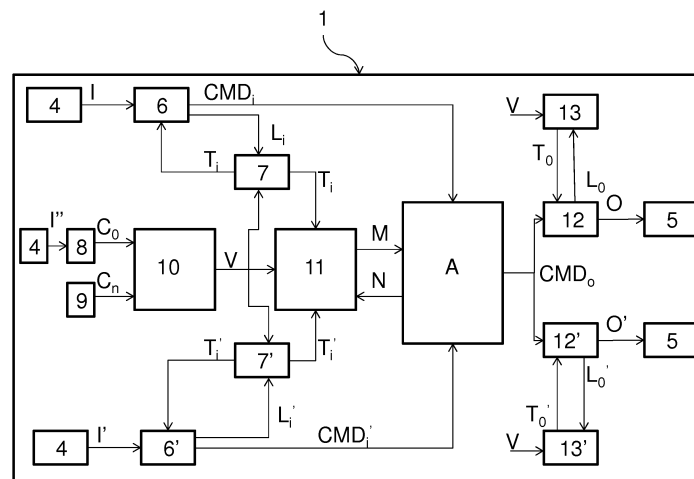 1
4 I 6 CMDi
Li
Ti 7 Ti
V 13
T0 L0
4 I'' 8 C0
9 Cn
10 V 11 M N A
12 O 5
CMDo
12' O' 5
Ti' 7' Ti'
Li'
T0' L0'
4 I' 6' CMDi'
V 13'